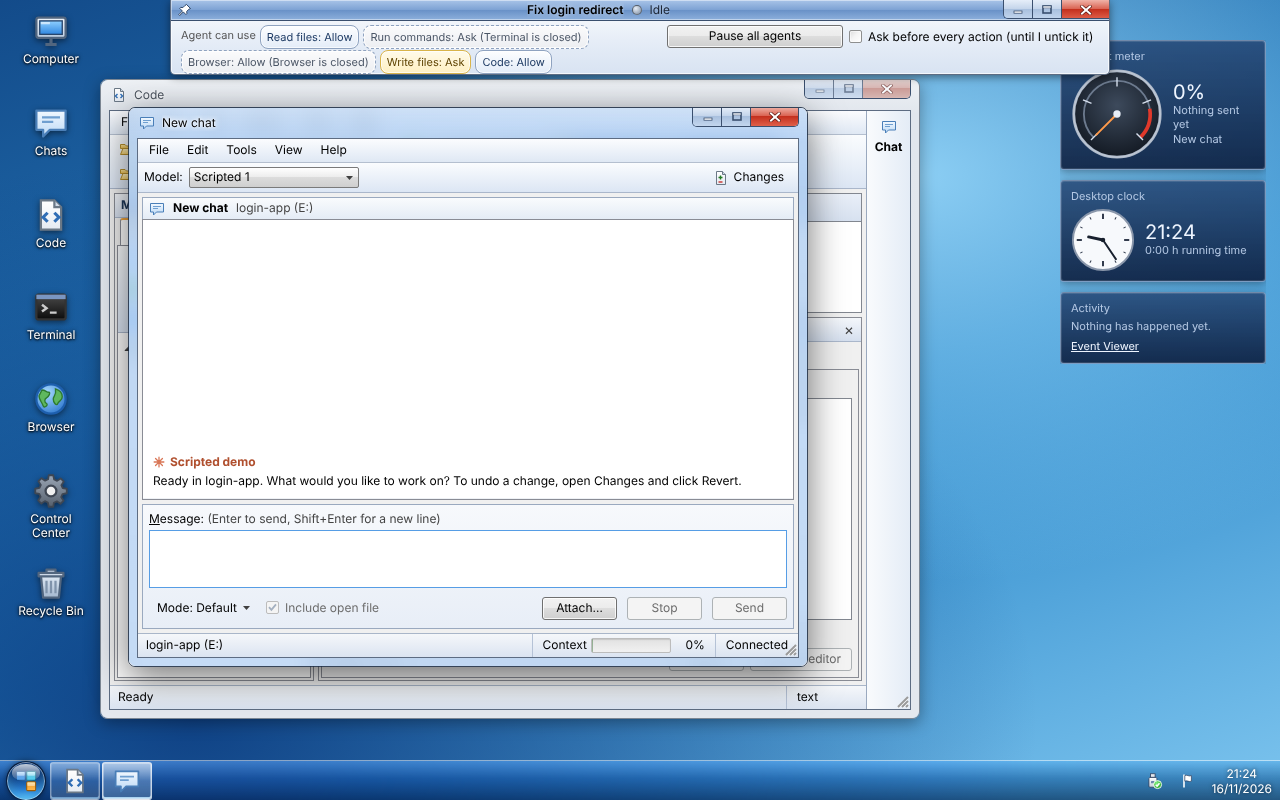 Fix login redirect Idle
Agent can use Read files: Allow Run commands: Ask (Terminal is closed)
Browser: Allow (Browser is closed) Write files: Ask Code: Allow
Pause all agents Ask before every action (until I untick it)
Computer
Chats
Code
Terminal
Browser
Control
Center
Recycle Bin
Code
Chat
New chat
File Edit Tools View Help
Model: Scripted 1 Changes
New chat login-app (E:)
Scripted demo
Ready in login-app. What would you like to work on? To undo a change, open Changes and click Revert.
Message: (Enter to send, Shift+Enter for a new line)
Mode: Default Include open file Attach... Stop Send
login-app (E:) Context 0% Connected
editor
Ready text
meter
0%
Nothing sent
yet
New chat
Desktop clock
21:24
0:00 h running time
Activity
Nothing has happened yet.
Event Viewer
21:24
16/11/2026